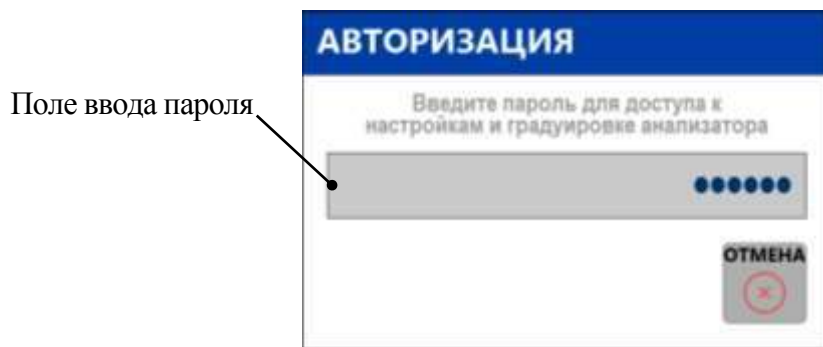 АВТОРИЗАЦИЯ
Поле ввода пароля
Введите пароль для доступа к
настройкам и градуировке анализатора
ОТМЕНА